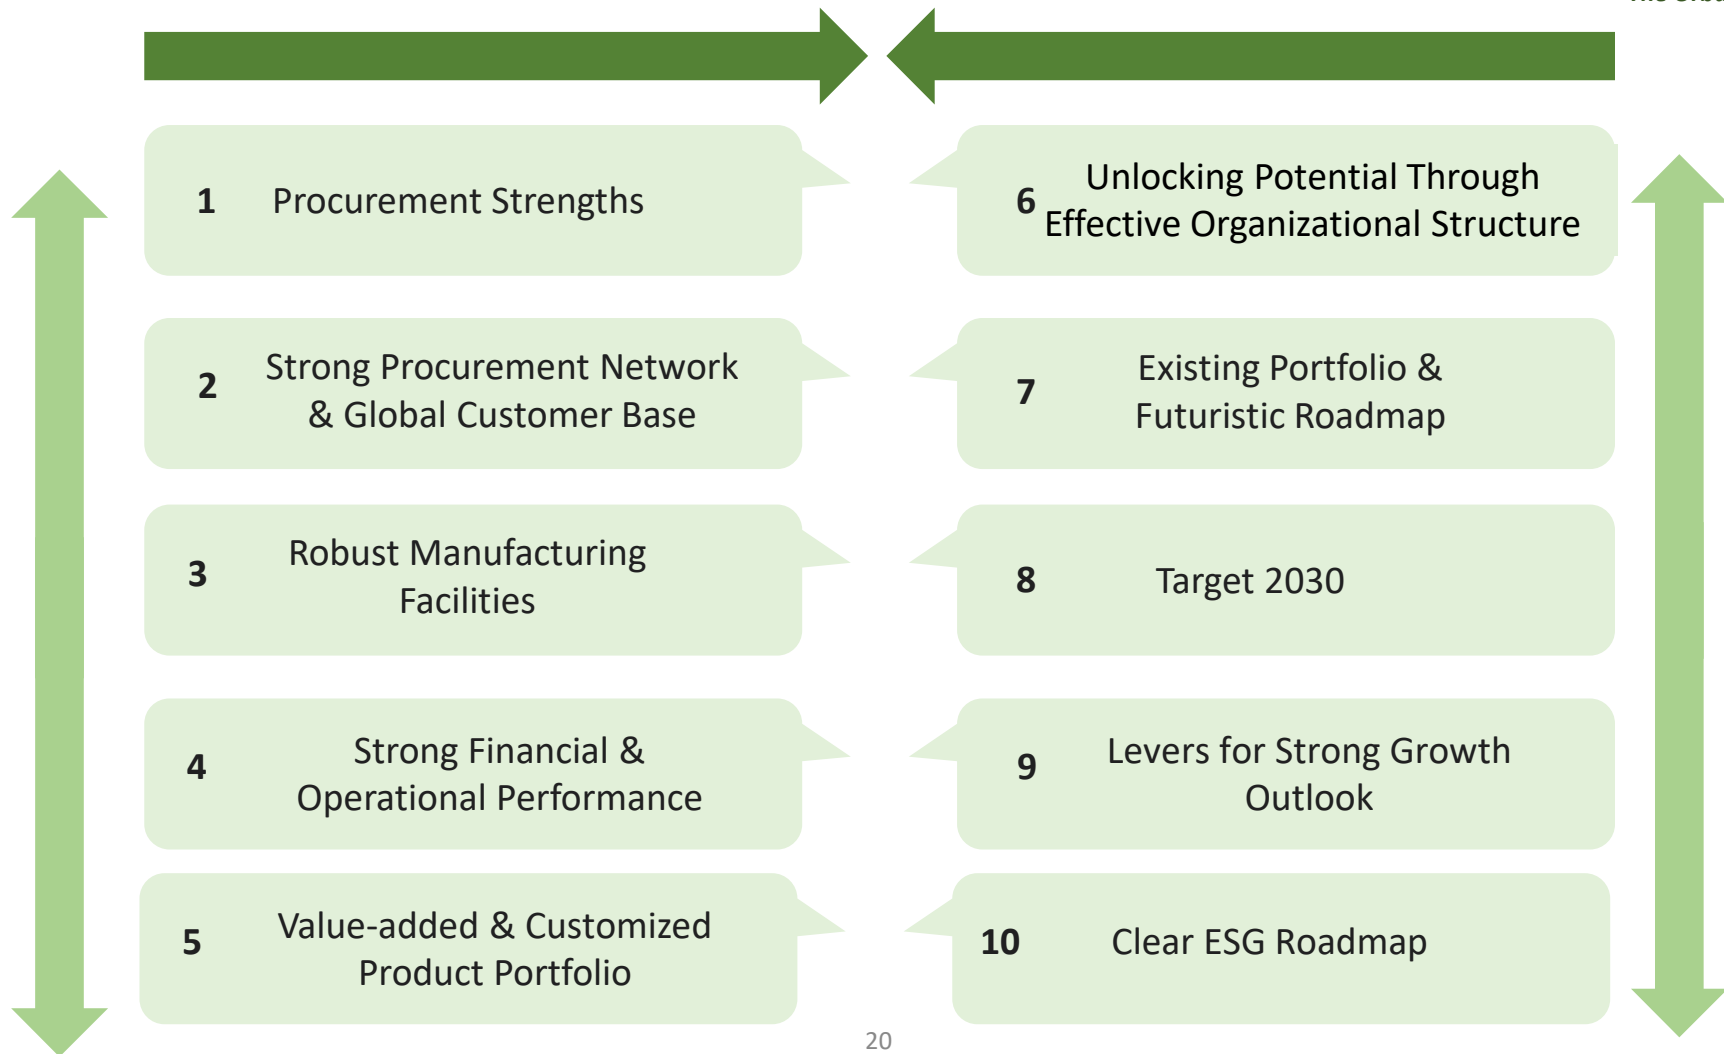 1 Procurement Strengths
2 Strong Procurement Network
& Global Customer Base
3 Robust Manufacturing
Facilities
4 Strong Financial &
Operational Performance
5 Value-added & Customized
Product Portfolio
6 Unlocking Potential Through
Effective Organizational Structure
7 Existing Portfolio &
Futuristic Roadmap
8 Target 2030
9 Levers for Strong Growth
Outlook
10 Clear ESG Roadmap
20